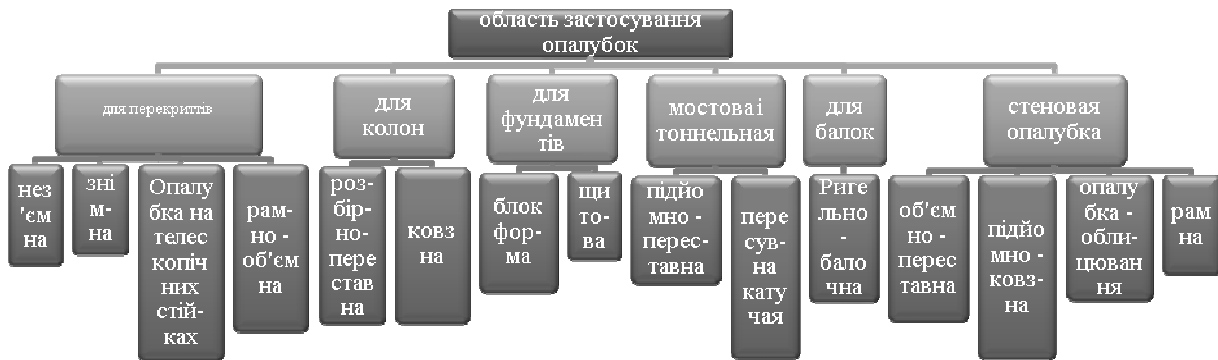 область застосування
опалубок
для перекриттів
для
колон
для
фундамен
тів
мостова і
тоннельная
для
балок
стеновая
опалубка
нез
'єм
на
зні
м-
на
Опалу
бка на
телес
копіч
них
стій-
ках
рам-
но -
об'єм
на
роз-
бір-
но-
пере
став
на
ковз
на
блок
фор-
ма
щи
то-
ва
підйо
мно -
перес-
тавна
пере
сув-
на
кату
чая
Риге
льно
-
бало
чна
об'єм
но -
перес
тавна
підйо
мно -
ковз-
на
опалу
бка -
обли-
цюван
ня
рам
на